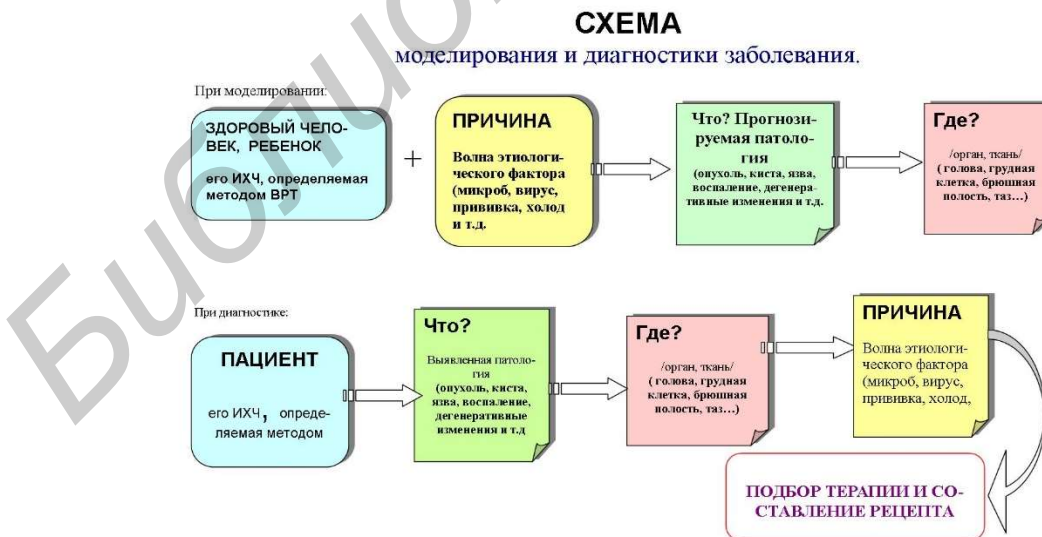 СХЕМА
моделирования и диагностики заболевания.
При моделировании:
ЗДОРОВЫЙ ЧЕЛО-
ВЕК, РЕБЕНОК
его ИХЧ, определяемая
методом ВРТ
+
ПРИЧИНА
Волна этиологи-
ческого фактора
(микроб, вирус,
прививка, холод
и т.д.
Что? Прогнози-
руемая патоло-
гия
(опухоль, киста, язва,
воспаление, дегенера-
тивные изменения и т.д.
Где?
/орган, ткань/
( голова, грудная
клетка, брюшная
полость, таз...)
При диагностике:
ПАЦИЕНТ
его ИХЧ, опреде-
ляемая методом
Что?
Выявленная патоло-
гия
(опухоль, киста,
язва, воспаление,
дегенеративные
изменения и т.д
Где?
/орган, ткань/
( голова, грудная
клетка, брюшная
полость, таз...)
ПРИЧИНА
Волна этиологи-
ческого фактора
(микроб, вирус,
прививка, холод,
ПОДБОР ТЕРАПИИ И СО-
СТАВЛЕНИЕ РЕЦЕПТА